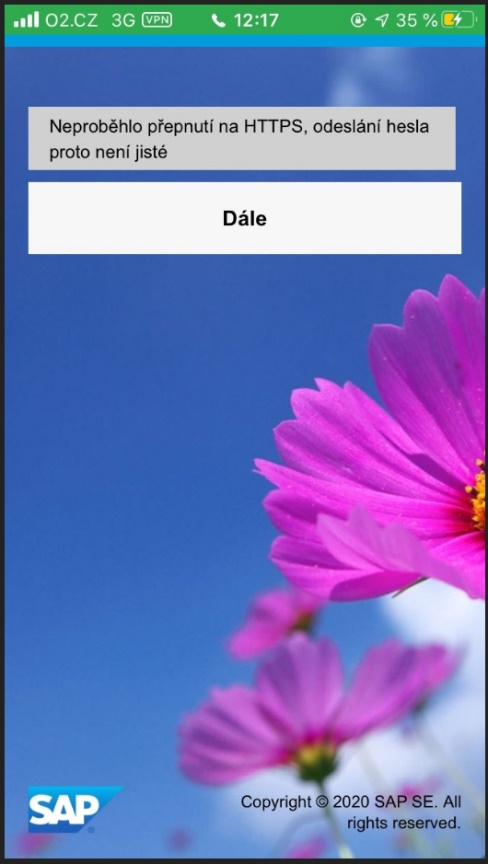 O2.CZ 3G VPN 12:17 35 %
Neproběhlo přepnutí na HTTPS, odeslání hesla
proto není jisté
Dále
SAP
Copyright © 2020 SAP SE. All
rights reserved.